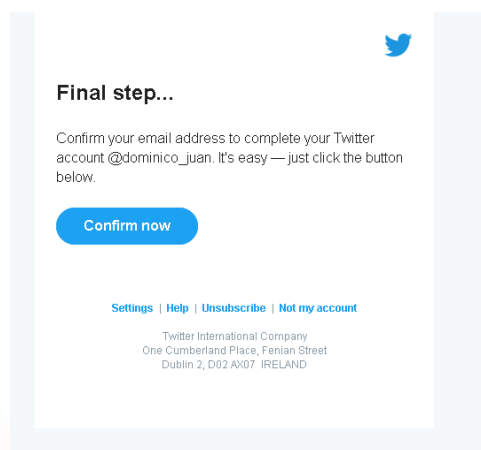 Final step...
Confirm your email address to complete your Twitter
account @dominico_juan. It's easy — just click the button
below.
Confirm now
Settings | Help | Unsubscribe | Not my account
Twitter International Company
One Cumberland Place, Fenian Street
Dublin 2, D02 AX07 IRELAND